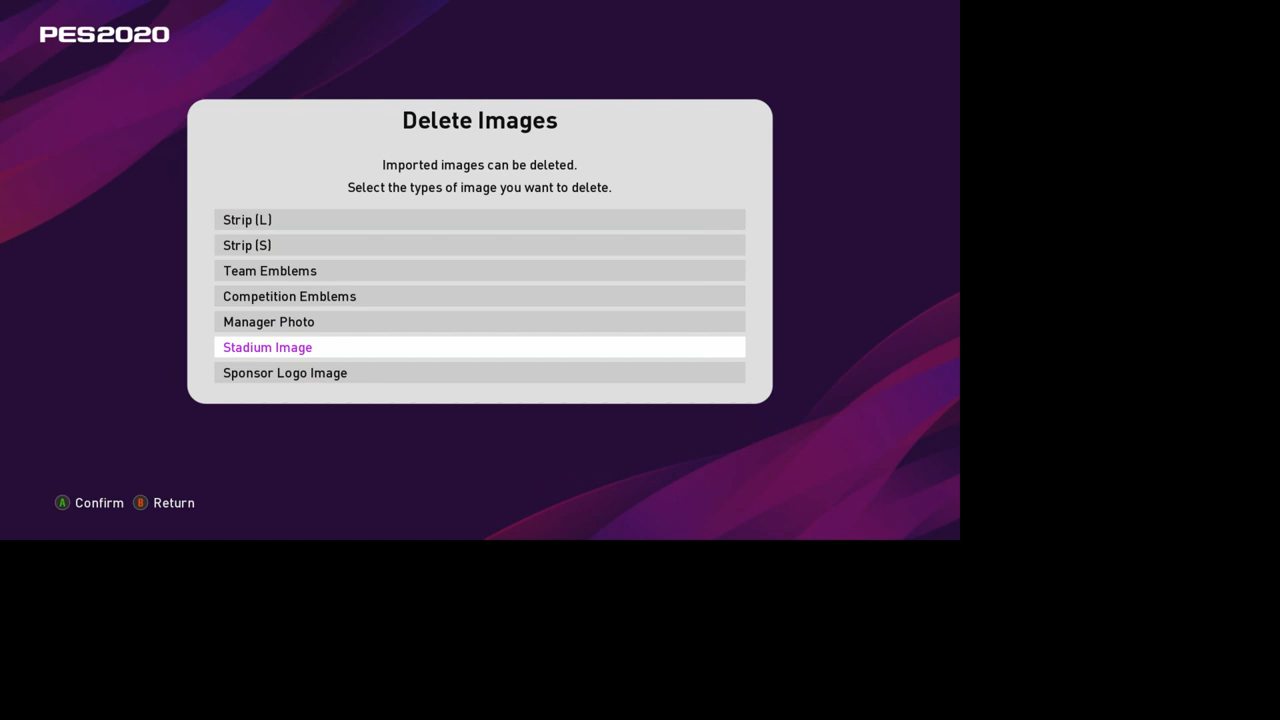 PES2020
Delete Images
Imported images can be deleted.
Select the types of image you want to delete.
Strip (L)
Strip (S)
Team Emblems
Competition Emblems
Manager Photo
Stadium Image
Sponsor Logo Image
A Confirm B Return